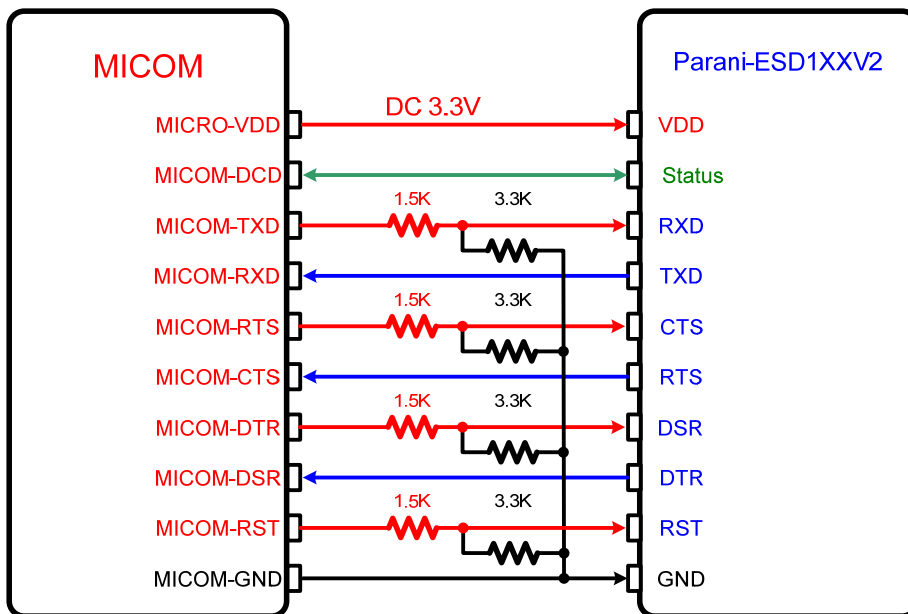 MICOM
Parani-ESD1XXV2
DC 3.3V
MICRO-VDD
VDD
MICOM-DCD
Status
1.5K
3.3K
MICOM-TXD
RXD
MICOM-RXD
TXD
1.5K
3.3K
MICOM-RTS
CTS
MICOM-CTS
RTS
1.5K
3.3K
MICOM-DTR
DSR
MICOM-DSR
DTR
1.5K
3.3K
MICOM-RST
RST
MICOM-GND
GND